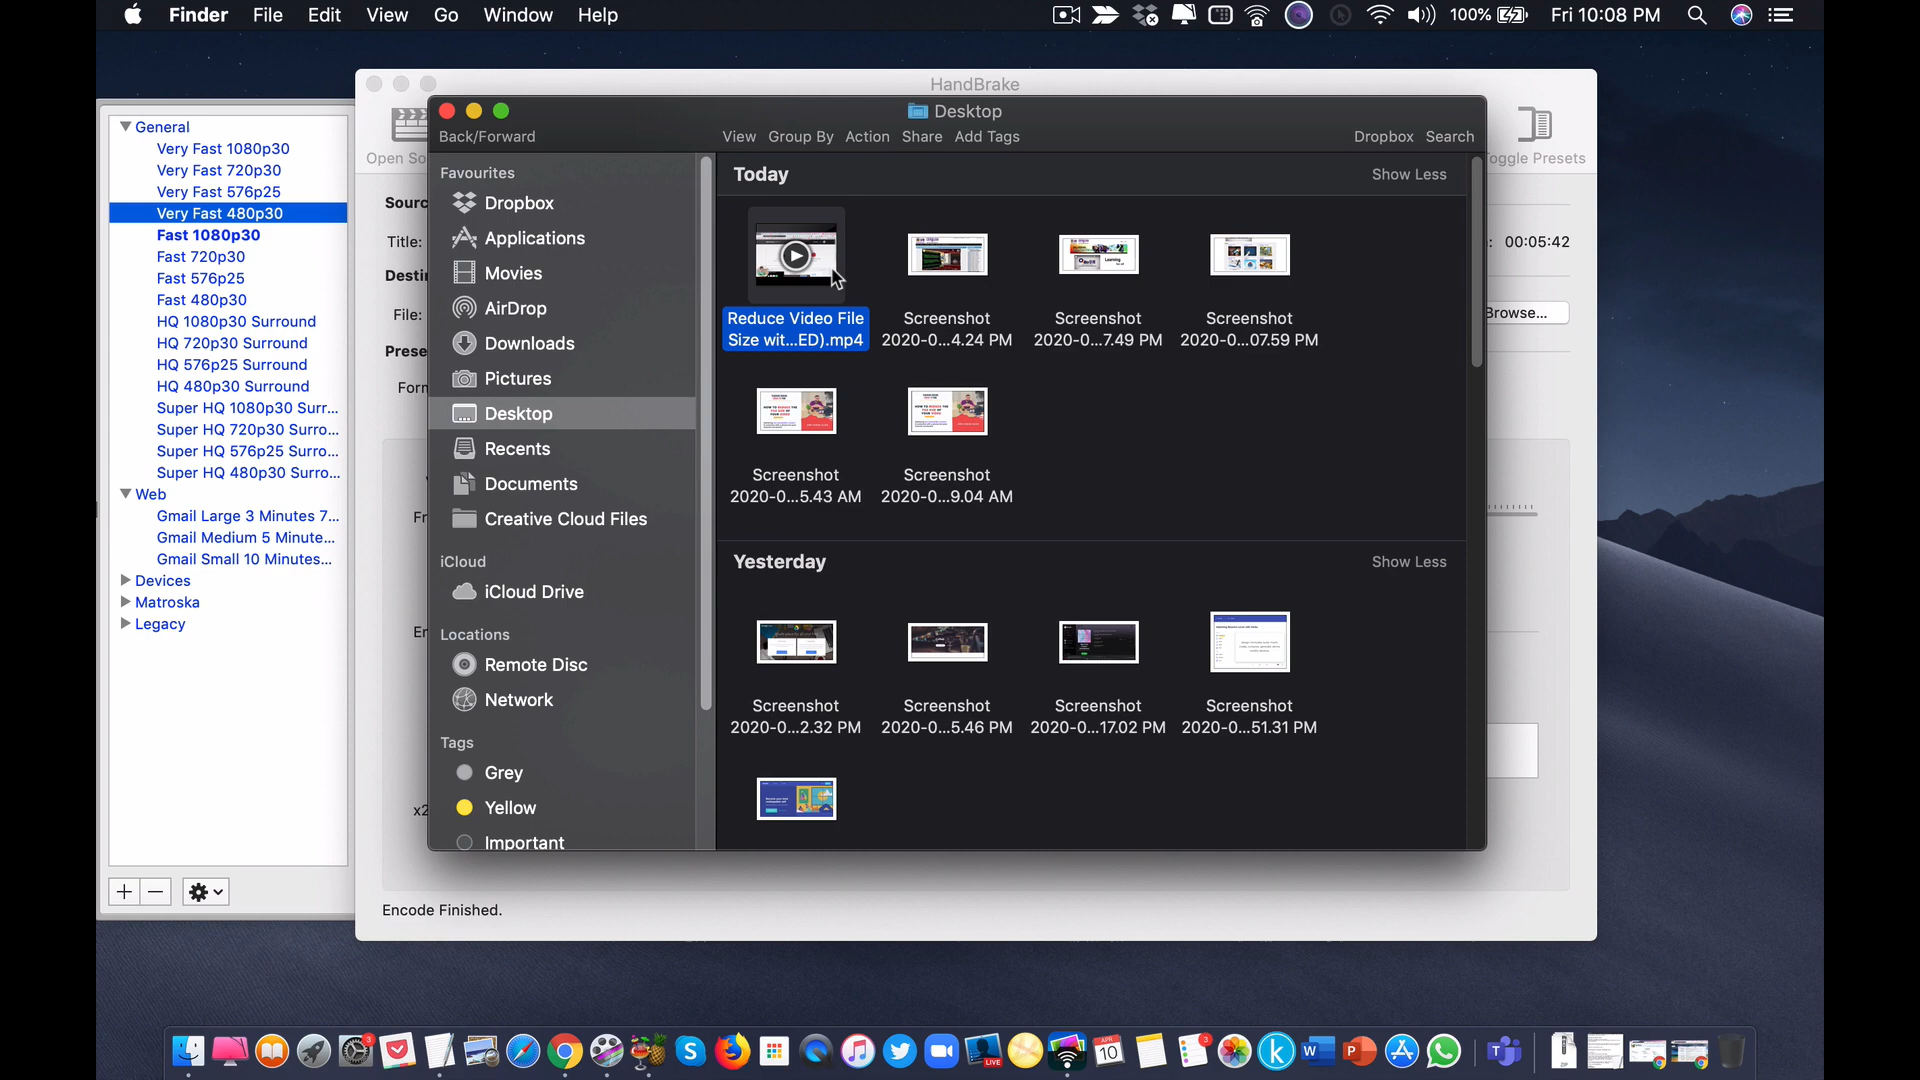 Finder File Edit View Go Window Help
100% Fri 10:08 PM
HandBrake
Open So
Toggle Presets
General
Very Fast 1080p30
Very Fast 720p30
Very Fast 576p25
Very Fast 480p30
Fast 1080p30
Fast 720p30
Fast 576p25
Fast 480p30
HQ 1080p30 Surround
HQ 720p30 Surround
HQ 576p25 Surround
HQ 480p30 Surround
Super HQ 1080p30 Surr...
Super HQ 720p30 Surro...
Super HQ 576p25 Surro...
Super HQ 480p30 Surro...
Web
Gmail Large 3 Minutes 7...
Gmail Medium 5 Minute...
Gmail Small 10 Minutes...
Devices
Matroska
Legacy
Sourc
Title:
00:05:42
Destin
File:
Browse...
Prese
Form
Fr
En
x2
Encode Finished.
Desktop
Back/Forward View Group By Action Share Add Tags Dropbox Search
Favourites
Dropbox
Applications
Movies
AirDrop
Downloads
Pictures
Desktop
Recents
Documents
Creative Cloud Files
iCloud
iCloud Drive
Locations
Remote Disc
Network
Tags
Grey
Yellow
Important
Today Show Less
Reduce Video File
Size wit...ED).mp4
Screenshot
2020-0...4.24 PM
Screenshot
2020-0...7.49 PM
Screenshot
2020-0...07.59 PM
Screenshot
2020-0...5.43 AM
Screenshot
2020-0...9.04 AM
Yesterday Show Less
Screenshot
2020-0...2.32 PM
Screenshot
2020-0...5.46 PM
Screenshot
2020-0...17.02 PM
Screenshot
2020-0...51.31 PM